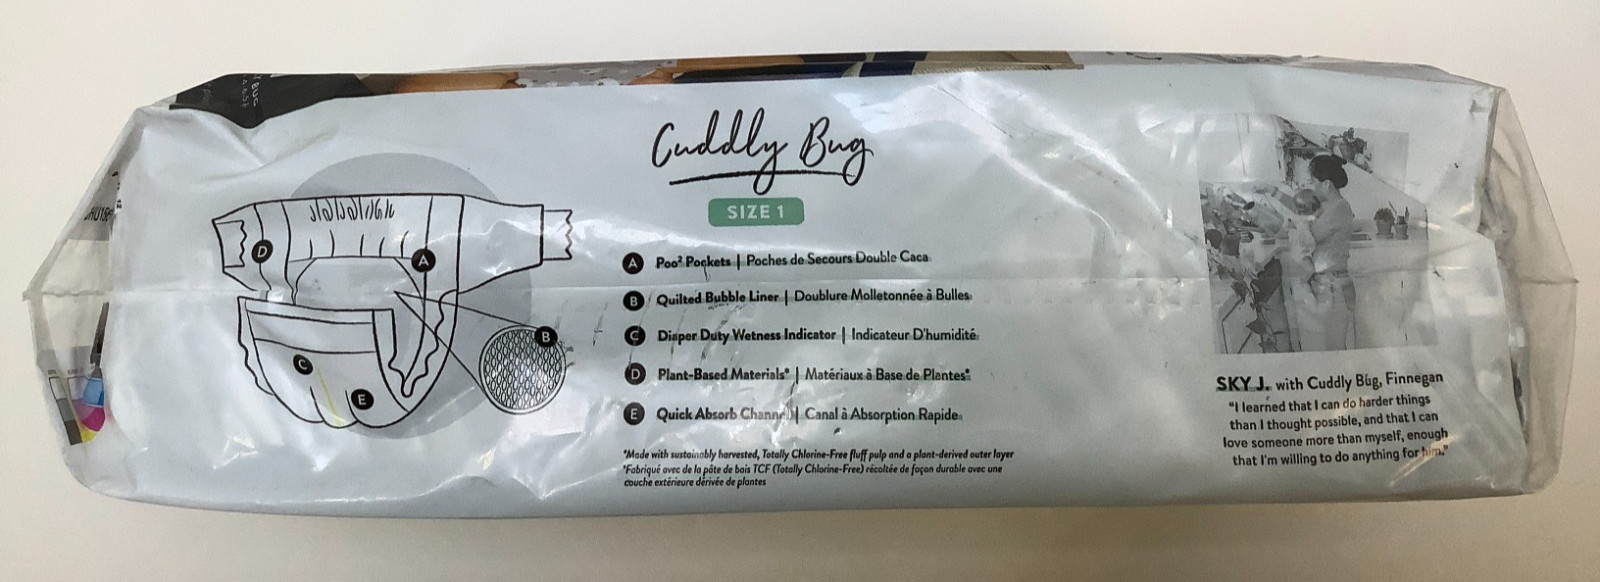 Cuddly Bug
SIZE 1
A Poo² Pockets | Poches de Secours Double Caca
B Quilted Bubble Liner | Doublure Molletonnée à Bulles
C Diaper Duty Wetness Indicator | Indicateur D'humidité
D Plant-Based Materials* | Matériaux à Base de Plantes*
E Quick Absorb Channel | Canal à Absorption Rapide
*Made with sustainably harvested, Totally Chlorine-Free fluff pulp and a plant-derived outer layer
*Fabriqué avec de la pâte de bois TCF (Totally Chlorine-Free) récoltée de façon durable avec une
couche extérieure dérivée de plantes
D
A
B
C
E
SKY J. with Cuddly Bug, Finnegan
"I learned that I can do harder things
than I thought possible, and that I can
love someone more than myself, enough
that I'm willing to do anything for him."